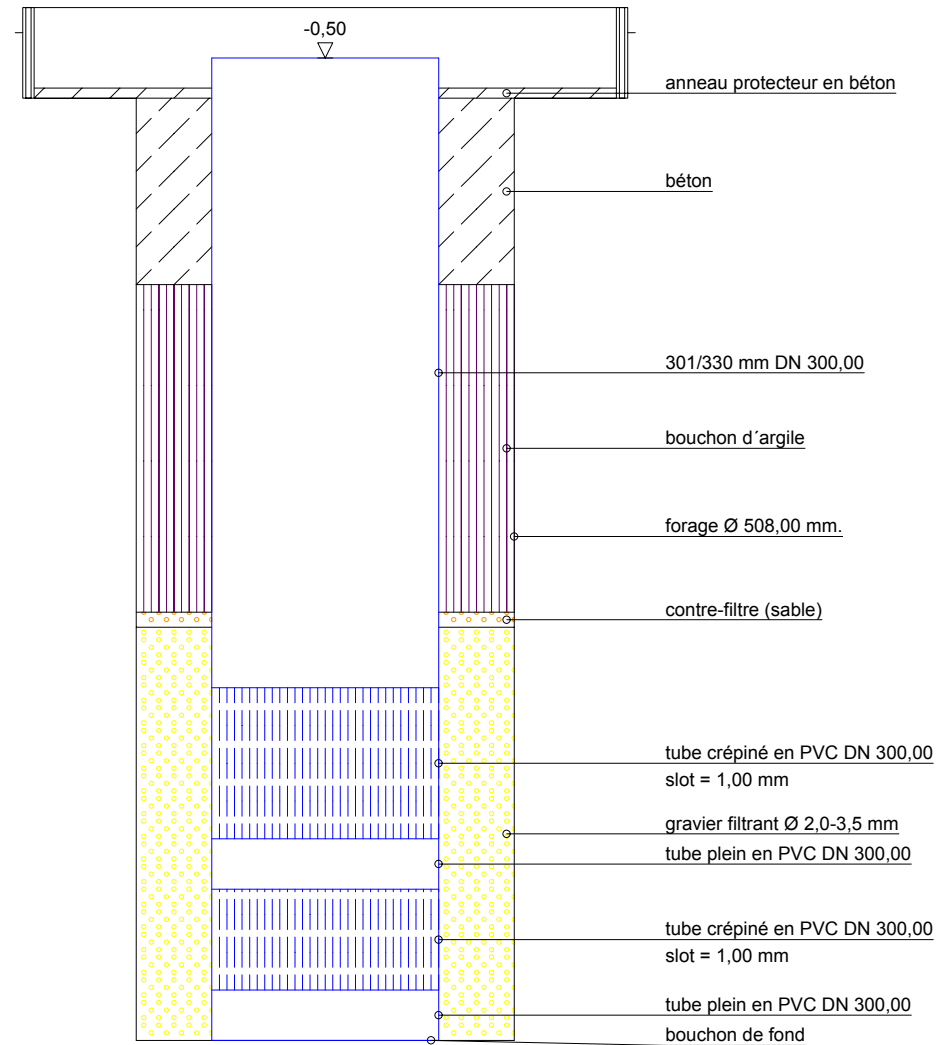 -0,50
anneau protecteur en béton
béton
301/330 mm DN 300,00
bouchon d´argile
forage Ø 508,00 mm.
contre-filtre (sable)
tube crépiné en PVC DN 300,00
slot = 1,00 mm
gravier filtrant Ø 2,0-3,5 mm
tube plein en PVC DN 300,00
tube crépiné en PVC DN 300,00
slot = 1,00 mm
tube plein en PVC DN 300,00
bouchon de fond